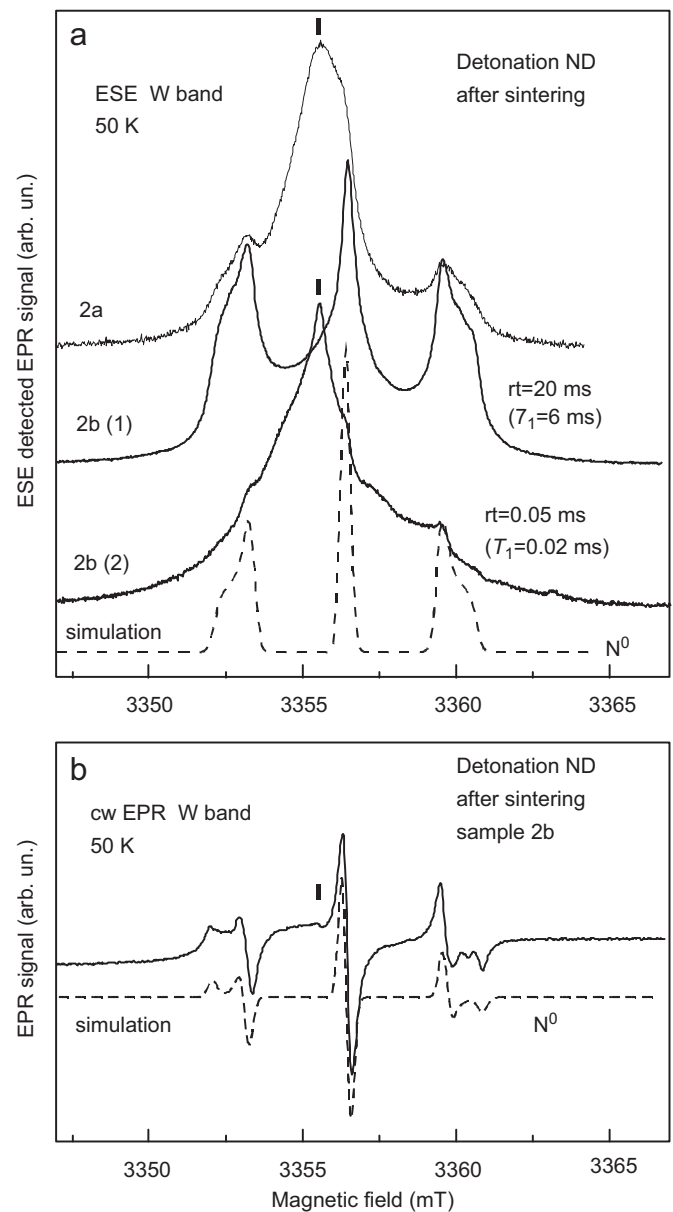 a
ESE W band
50 K
Detonation ND
after sintering
2a
2b (1)
rt=20 ms
(T1=6 ms)
2b (2)
rt=0.05 ms
(T1=0.02 ms)
simulation
N⁰
ESE detected EPR signal (arb. un.)
3350 3355 3360 3365
b
cw EPR W band
50 K
Detonation ND
after sintering
sample 2b
simulation
N⁰
EPR signal (arb. un.)
3350 3355 3360 3365
Magnetic field (mT)